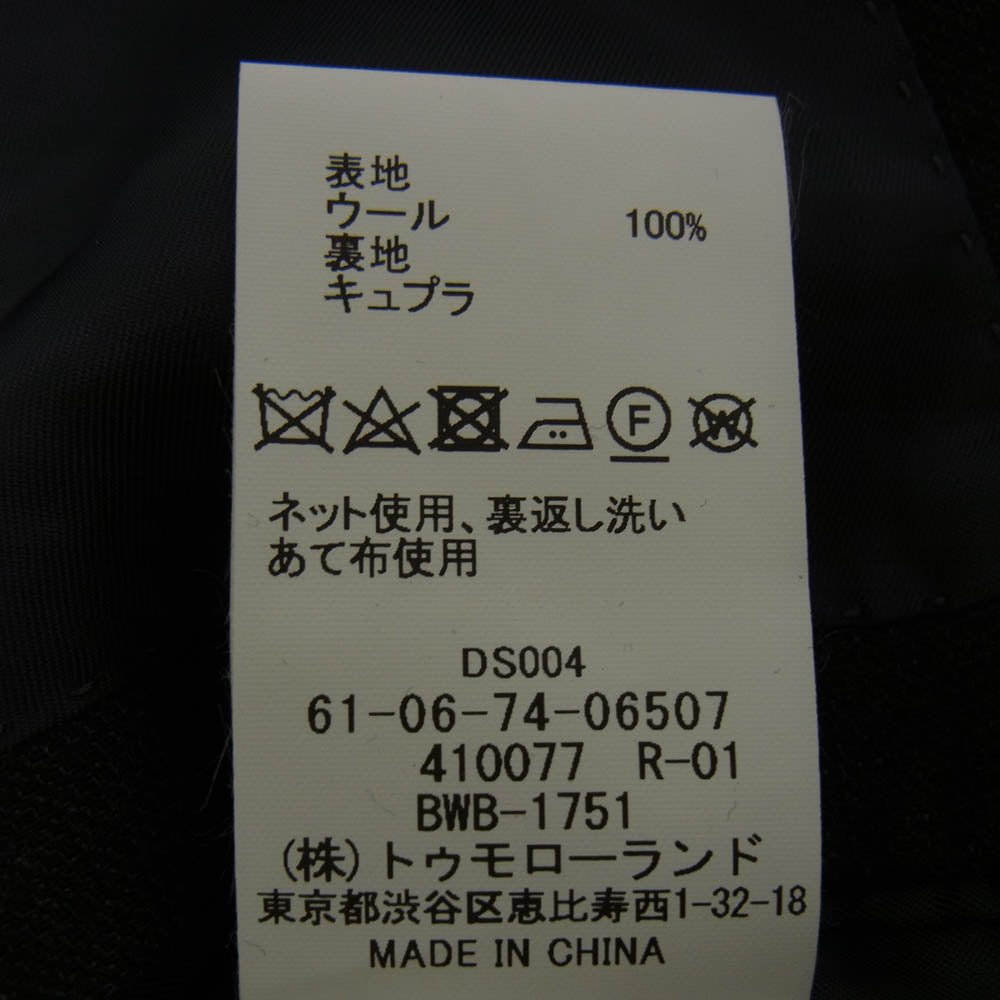 表地
ウール 100%
裏地
キュプラ
F W
ネット使用、裏返し洗い
あて布使用
DS004
61-06-74-06507
410077 R-01
BWB-1751
(株)トゥモローランド
東京都渋谷区恵比寿西1-32-18
MADE IN CHINA